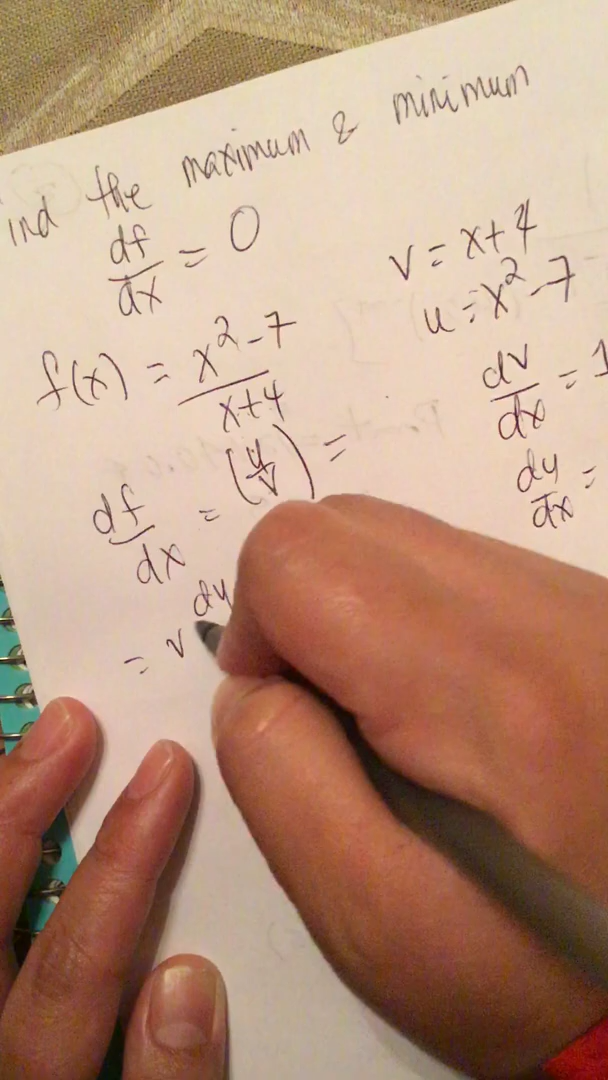 ind the maximum & minimum
df/dx = 0
v = x+4
u = x²-7
f(x) = x²-7/x+4
dv/dx = 1
df/dx = (u/v) =
du/dx =
= v du